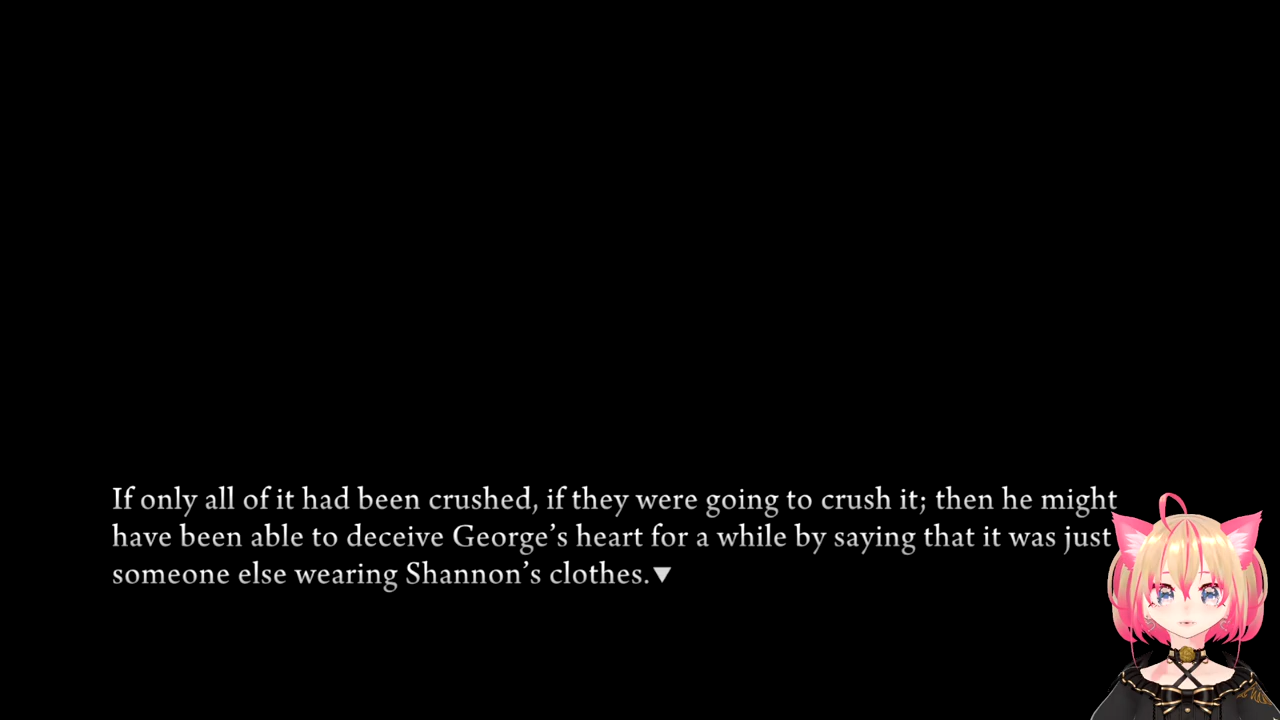 If only all of it had been crushed, if they were going to crush it; then he might
have been able to deceive George's heart for a while by saying that it was just
someone else wearing Shannon's clothes.▼